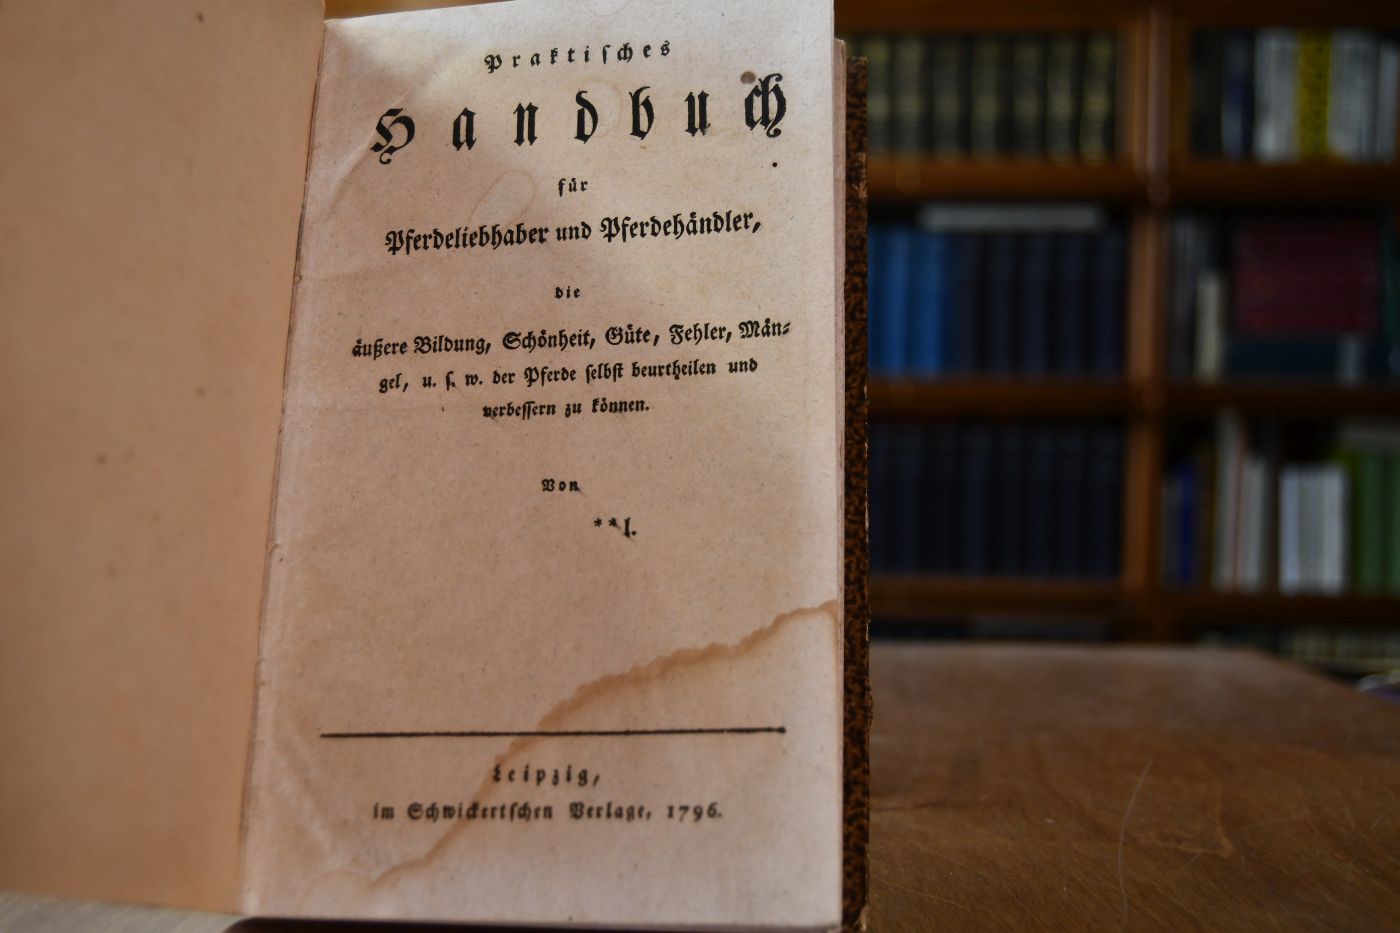 Praktisches
Handbuch
für
Pferdeliebhaber und Pferdehändler,
die
äußere Bildung, Schönheit, Güte, Fehler, Män⸗
gel, u. ſ. w. der Pferde ſelbſt beurtheilen und
verbeſſern zu können.
Von
**l.
Leipzig,
im Schwickertſchen Verlage, 1796.